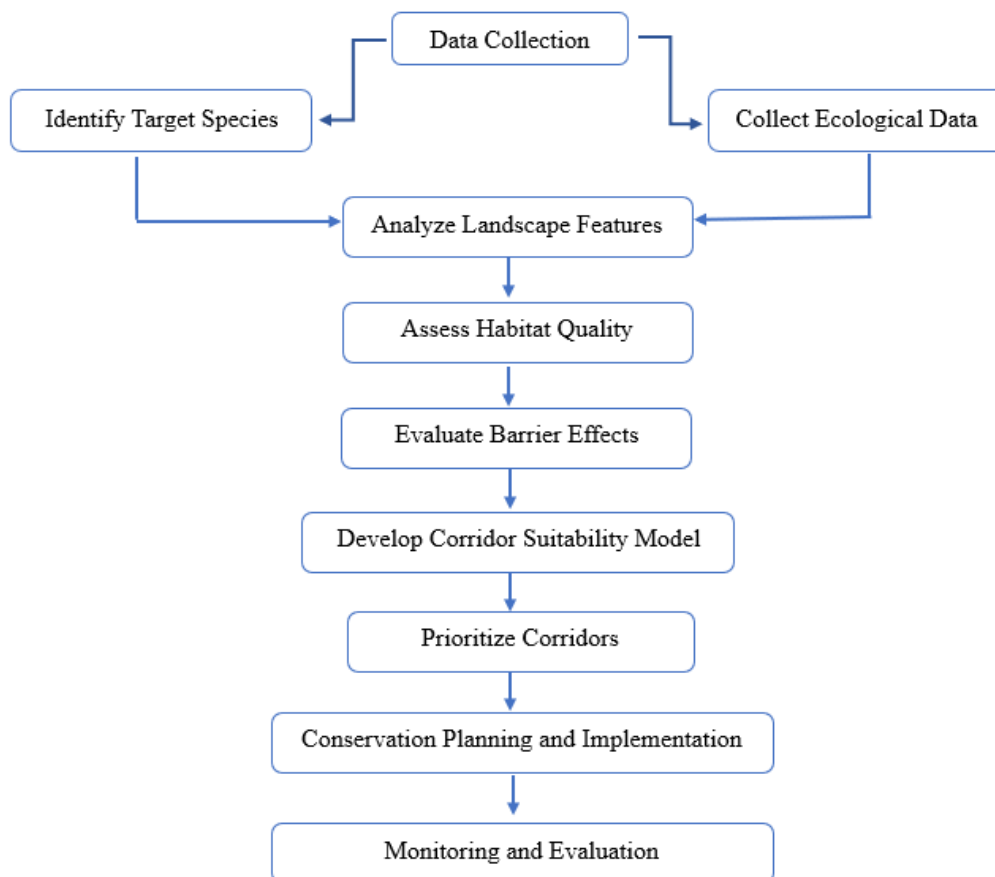 Data Collection
Identify Target Species
Collect Ecological Data
Analyze Landscape Features
Assess Habitat Quality
Evaluate Barrier Effects
Develop Corridor Suitability Model
Prioritize Corridors
Conservation Planning and Implementation
Monitoring and Evaluation